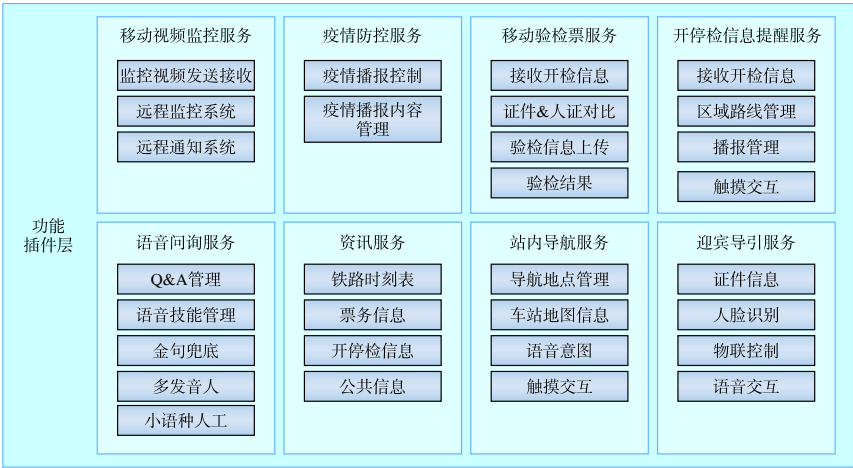 功能
插件层
移动视频监控服务
监控视频发送接收
远程监控系统
远程通知系统
疫情防控服务
疫情播报控制
疫情播报内容
管理
移动验检票服务
接收开检信息
证件&人证对比
验检信息上传
验检结果
开停检信息提醒服务
接收开检信息
区域路线管理
播报管理
触摸交互
语音问询服务
Q&A管理
语音技能管理
金句兜底
多发音人
小语种人工
资讯服务
铁路时刻表
票务信息
开停检信息
公共信息
站内导航服务
导航地点管理
车站地图信息
语音意图
触摸交互
迎宾导引服务
证件信息
人脸识别
物联控制
语音交互